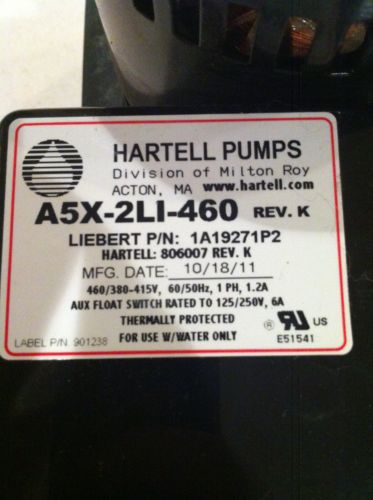 HARTELL PUMPS
Division of Milton Roy
ACTON, MA www.hartell.com
A5X-2LI-460 REV. K
LIEBERT P/N: 1A19271P2
HARTELL: 806007 REV. K
MFG. DATE: 10/18/11
460/380-415V, 60/50Hz, 1 PH, 1.2A
AUX FLOAT SWITCH RATED TO 125/250V, 6A
THERMALLY PROTECTED
FOR USE W/WATER ONLY
LABEL P/N 901238
® RU US
E51541